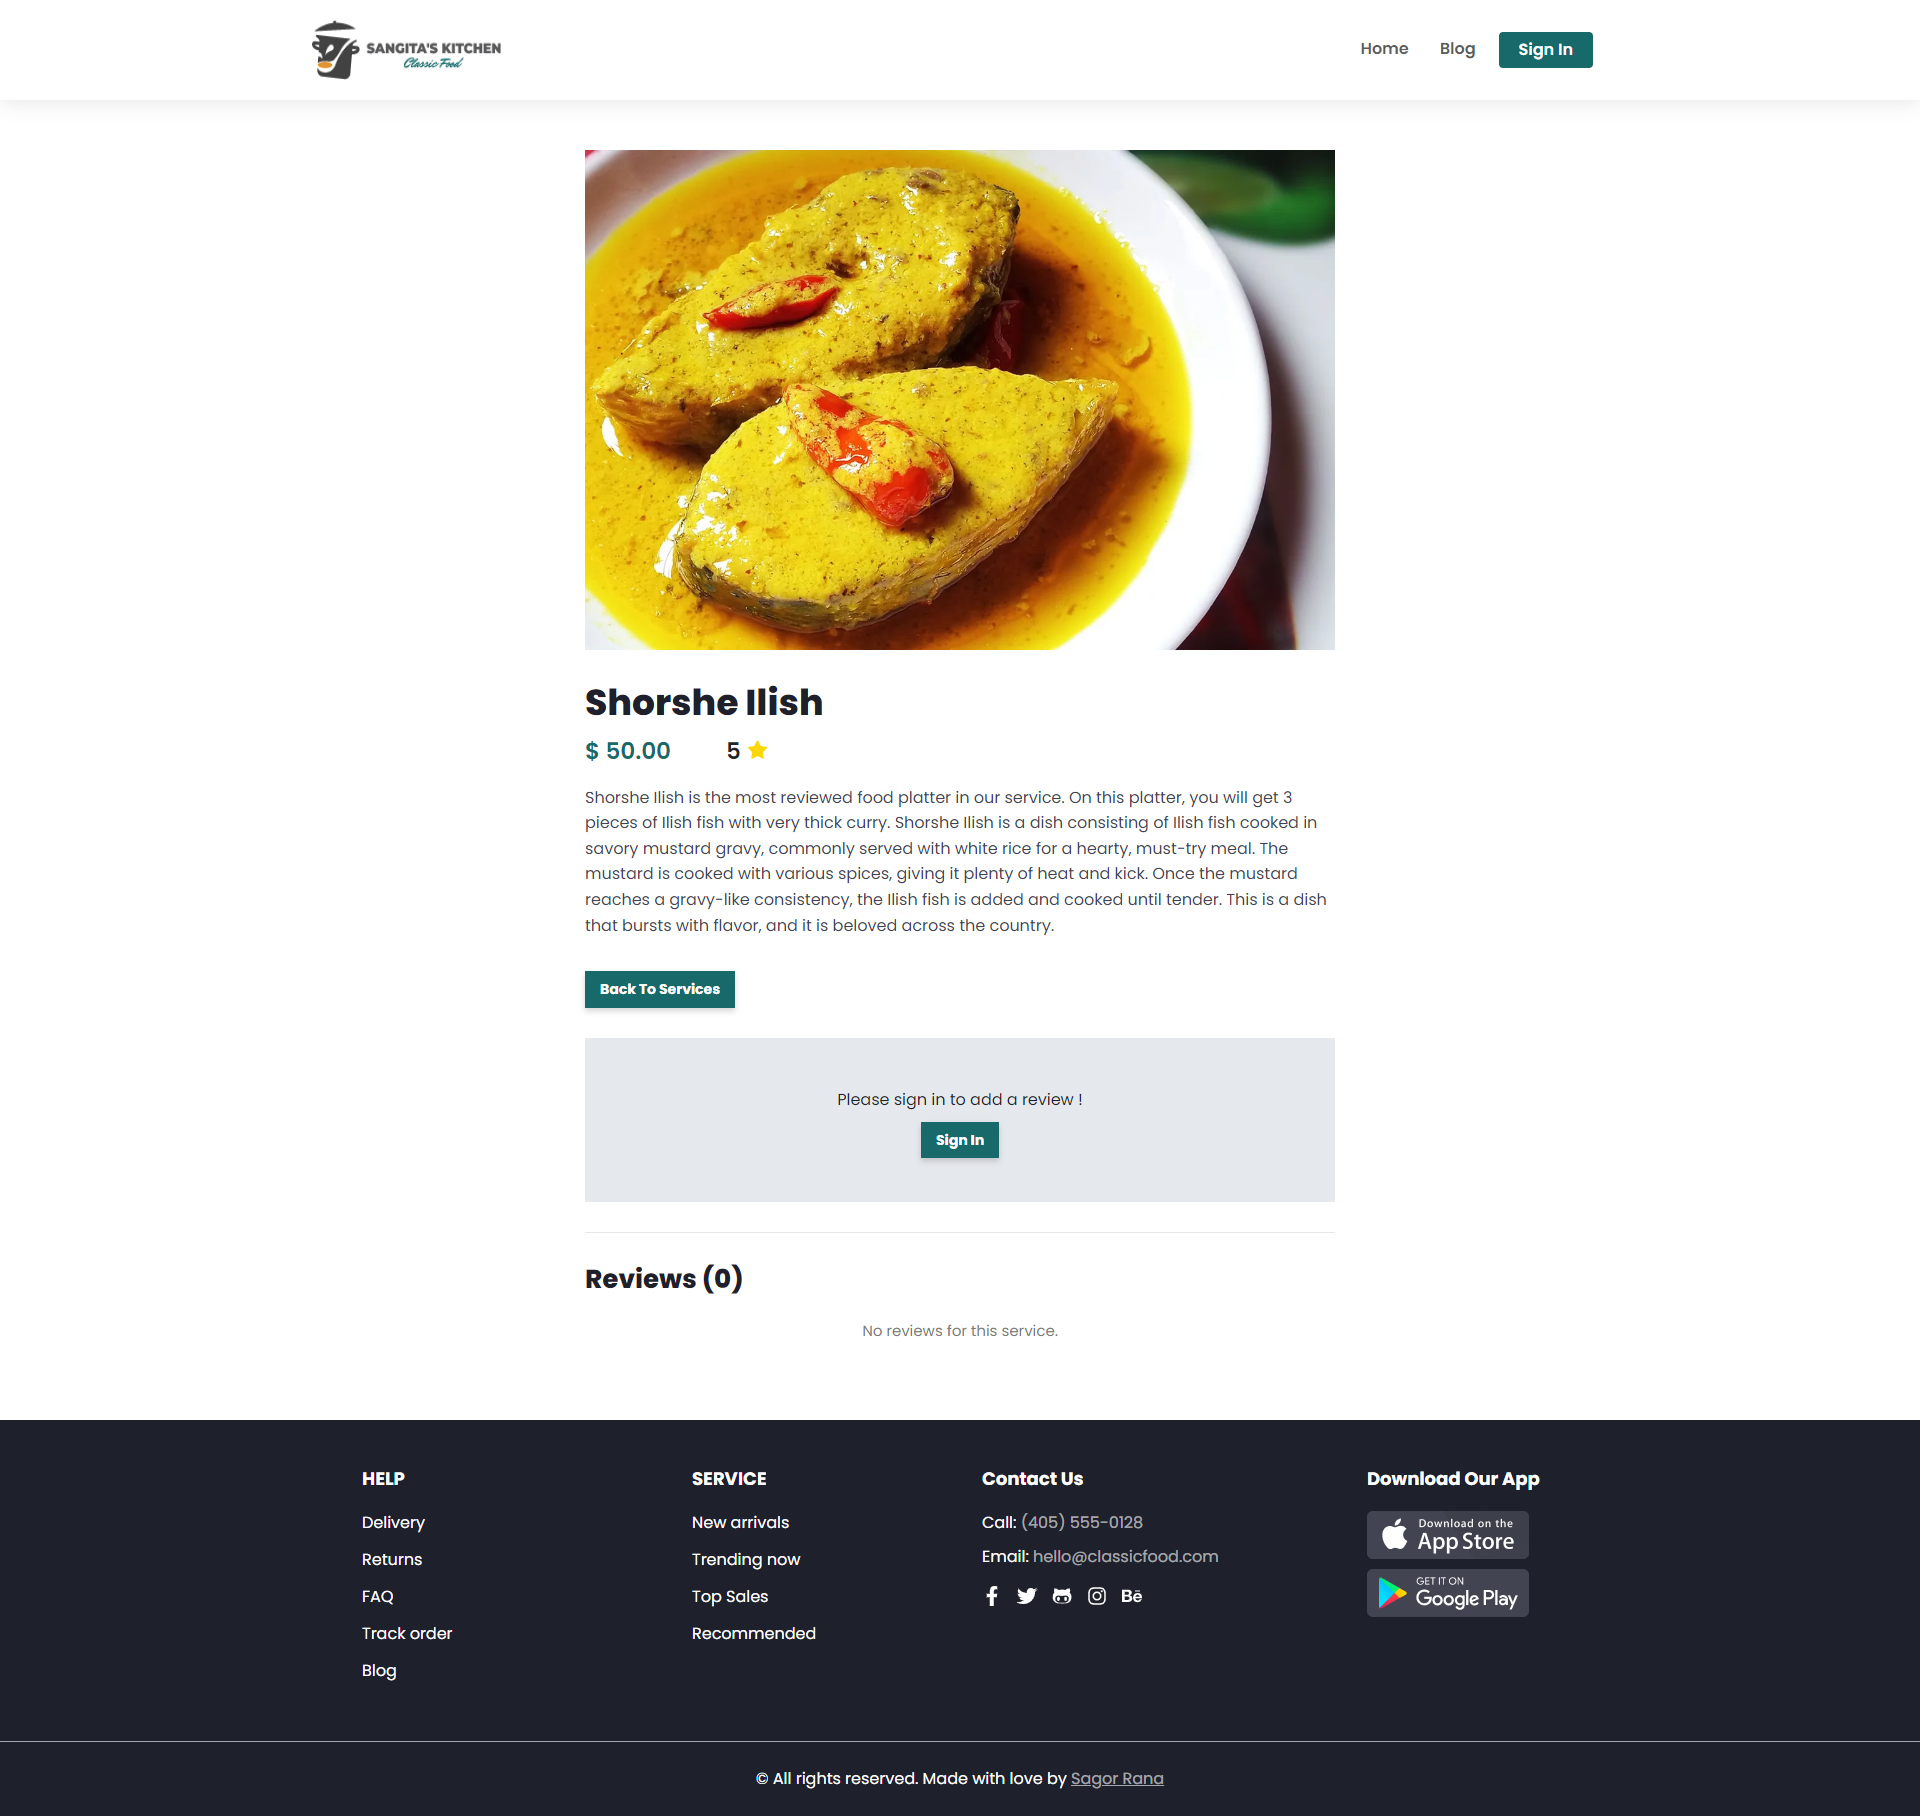 SANGITA'S KITCHEN
Classic Food
Home
Blog
Sign In
Shorshe Ilish
$ 50.00
5
Shorshe Ilish is the most reviewed food platter in our service. On this platter, you will get 3
pieces of Ilish fish with very thick curry. Shorshe Ilish is a dish consisting of Ilish fish cooked in
savory mustard gravy, commonly served with white rice for a hearty, must-try meal. The
mustard is cooked with various spices, giving it plenty of heat and kick. Once the mustard
reaches a gravy-like consistency, the Ilish fish is added and cooked until tender. This is a dish
that bursts with flavor, and it is beloved across the country.
Back To Services
Please sign in to add a review !
Sign In
Reviews (0)
No reviews for this service.
HELP
Delivery
Returns
FAQ
Track order
Blog
SERVICE
New arrivals
Trending now
Top Sales
Recommended
Contact Us
Call: (405) 555-0128
Email: hello@classicfood.com
Bē
Download Our App
Download on the
App Store
GET IT ON
Google Play
© All rights reserved. Made with love by Sagor Rana